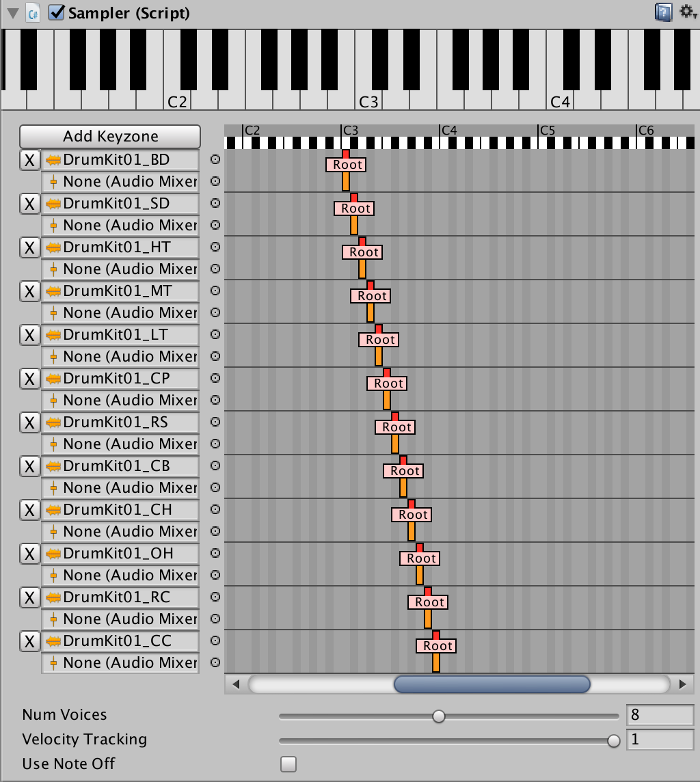 Sampler (Script)
C2 C3 C4
Add Keyzone
C2 C3 C4 C5 C6
X DrumKit01_BD Root
None (Audio Mixer
X DrumKit01_SD Root
None (Audio Mixer
X DrumKit01_HT Root
None (Audio Mixer
X DrumKit01_MT Root
None (Audio Mixer
X DrumKit01_LT Root
None (Audio Mixer
X DrumKit01_CP Root
None (Audio Mixer
X DrumKit01_RS Root
None (Audio Mixer
X DrumKit01_CB Root
None (Audio Mixer
X DrumKit01_CH Root
None (Audio Mixer
X DrumKit01_OH Root
None (Audio Mixer
X DrumKit01_RC Root
None (Audio Mixer
X DrumKit01_CC Root
None (Audio Mixer
Num Voices 8
Velocity Tracking 1
Use Note Off